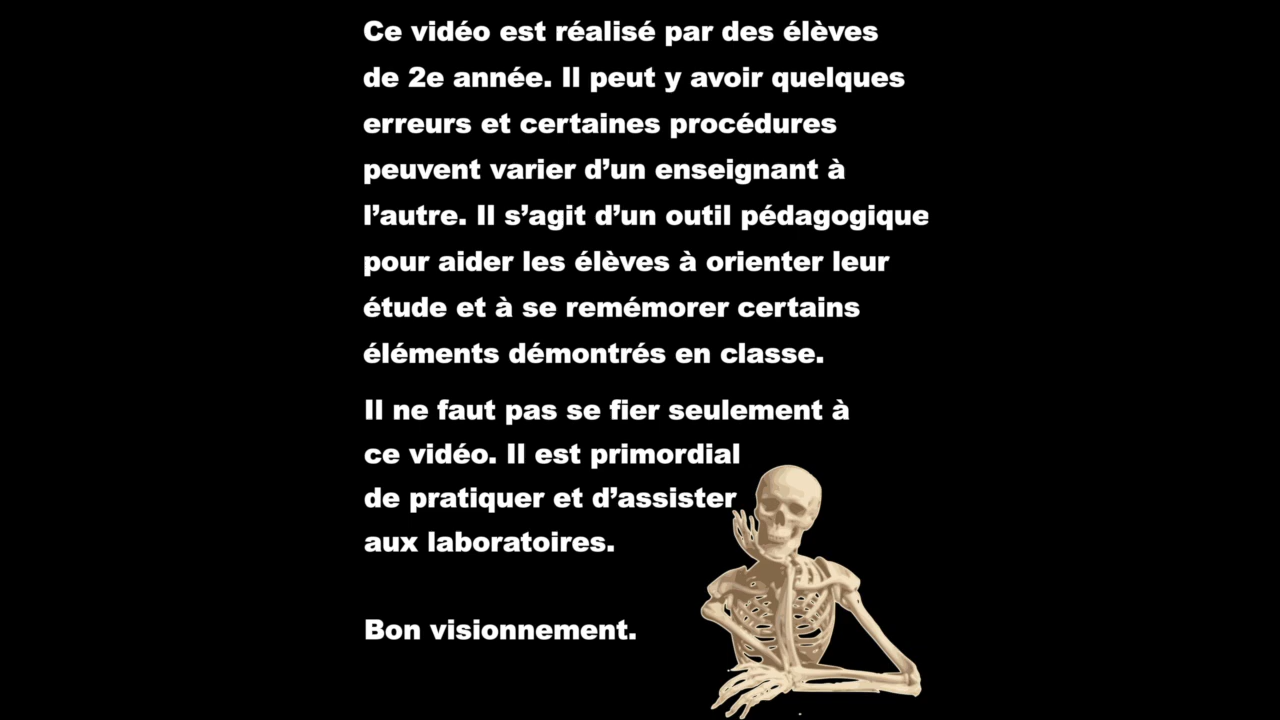 Ce vidéo est réalisé par des élèves
de 2e année. Il peut y avoir quelques
erreurs et certaines procédures
peuvent varier d’un enseignant à
l’autre. Il s’agit d’un outil pédagogique
pour aider les élèves à orienter leur
étude et à se remémorer certains
éléments démontrés en classe.
Il ne faut pas se fier seulement à
ce vidéo. Il est primordial
de pratiquer et d’assister
aux laboratoires.
Bon visionnement.